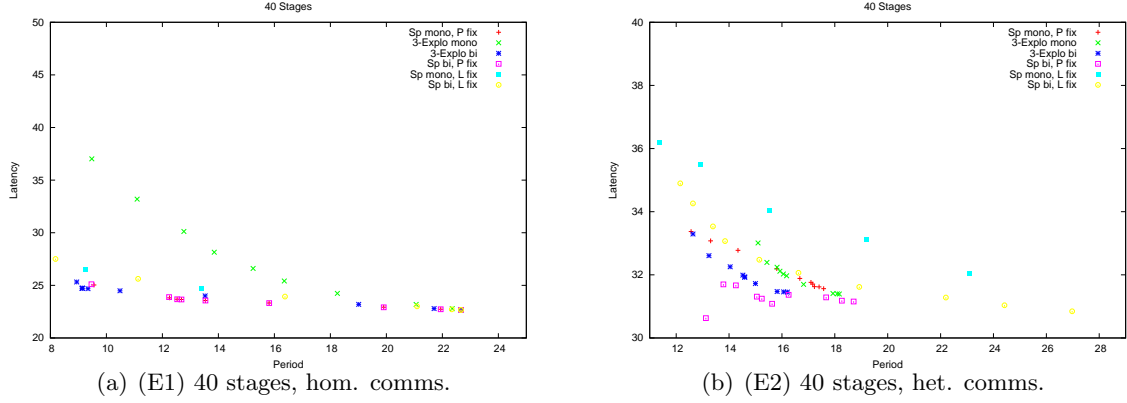 40 Stages
50
45
40
35
30
25
20
8
10
12
14
16
18
20
22
24
Latency
Period
Sp mono, P fix
3-Explo mono
3-Explo bi
Sp bi, P fix
Sp mono, L fix
Sp bi, L fix
(a) (E1) 40 stages, hom. comms.
40 Stages
40
38
36
34
32
30
12
14
16
18
20
22
24
26
28
Latency
Period
Sp mono, P fix
3-Explo mono
3-Explo bi
Sp bi, P fix
Sp mono, L fix
Sp bi, L fix
(b) (E2) 40 stages, het. comms.